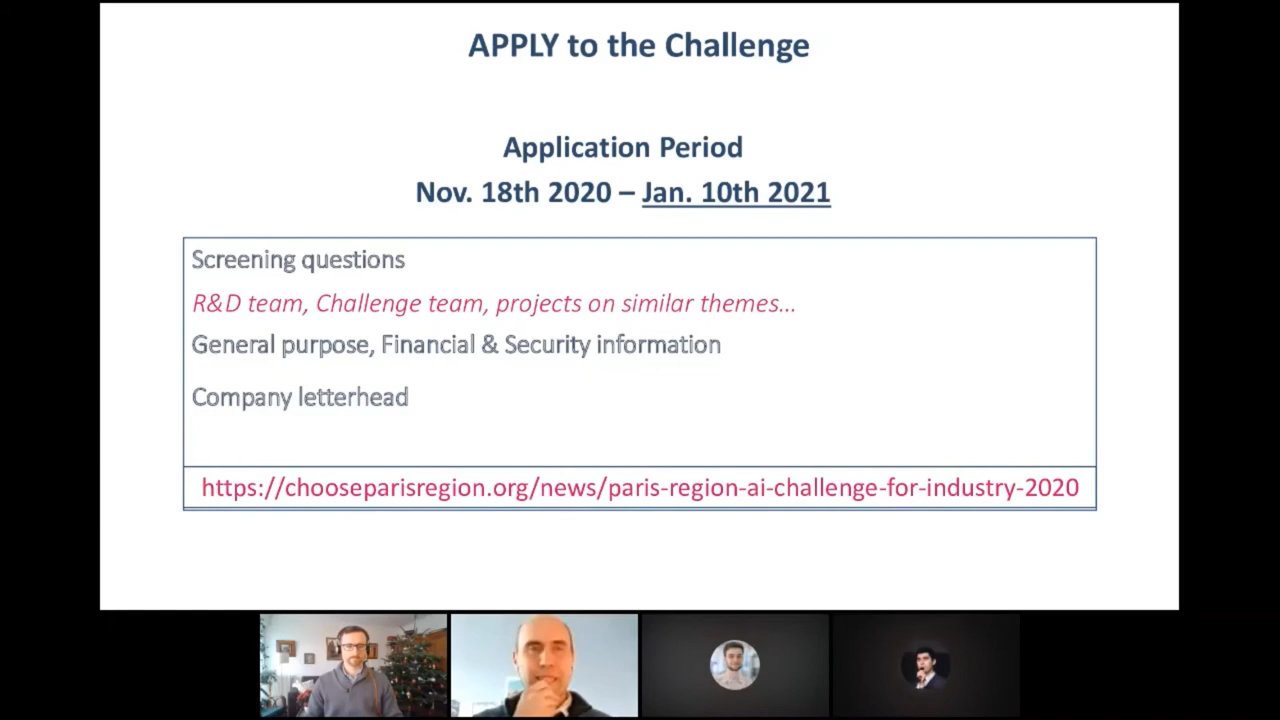 APPLY to the Challenge
Application Period
Nov. 18th 2020 – Jan. 10th 2021
Screening questions
R&D team, Challenge team, projects on similar themes...
General purpose, Financial & Security information
Company letterhead
https://chooseparisregion.org/news/paris-region-ai-challenge-for-industry-2020